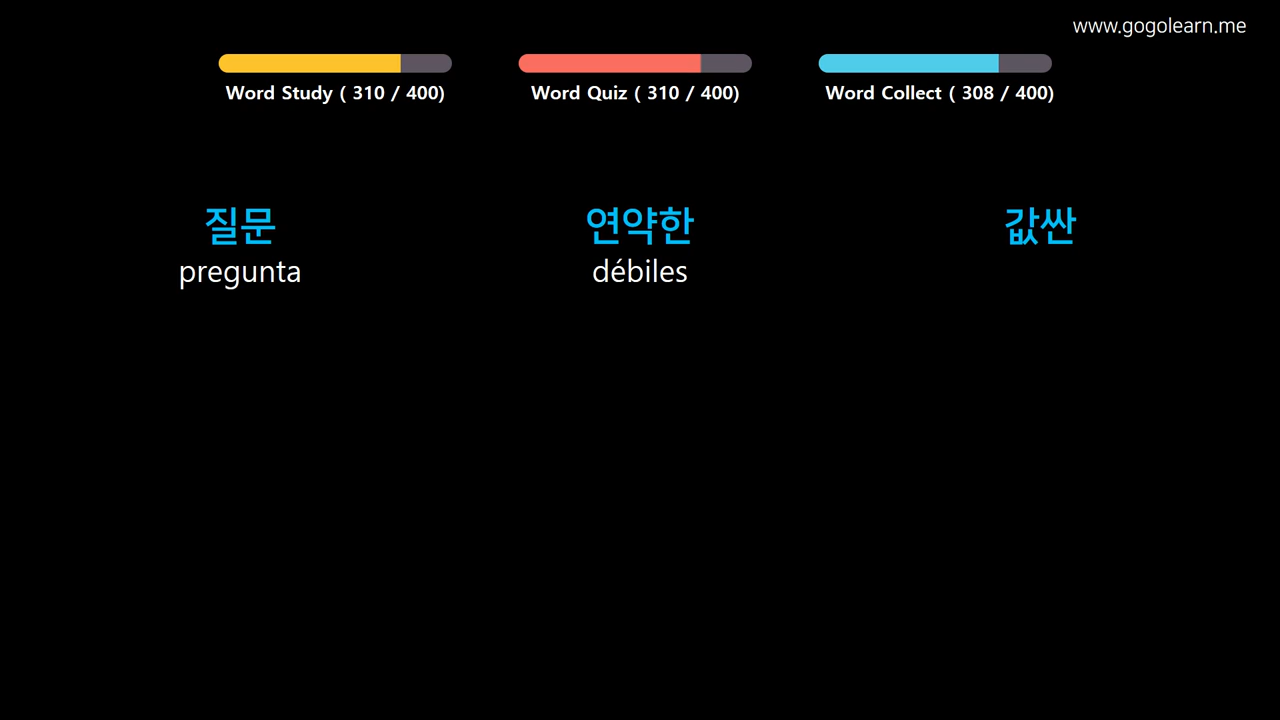 www.gogolearn.me
Word Study ( 310 / 400)
Word Quiz ( 310 / 400)
Word Collect ( 308 / 400)
질문
pregunta
연약한
débiles
값싼